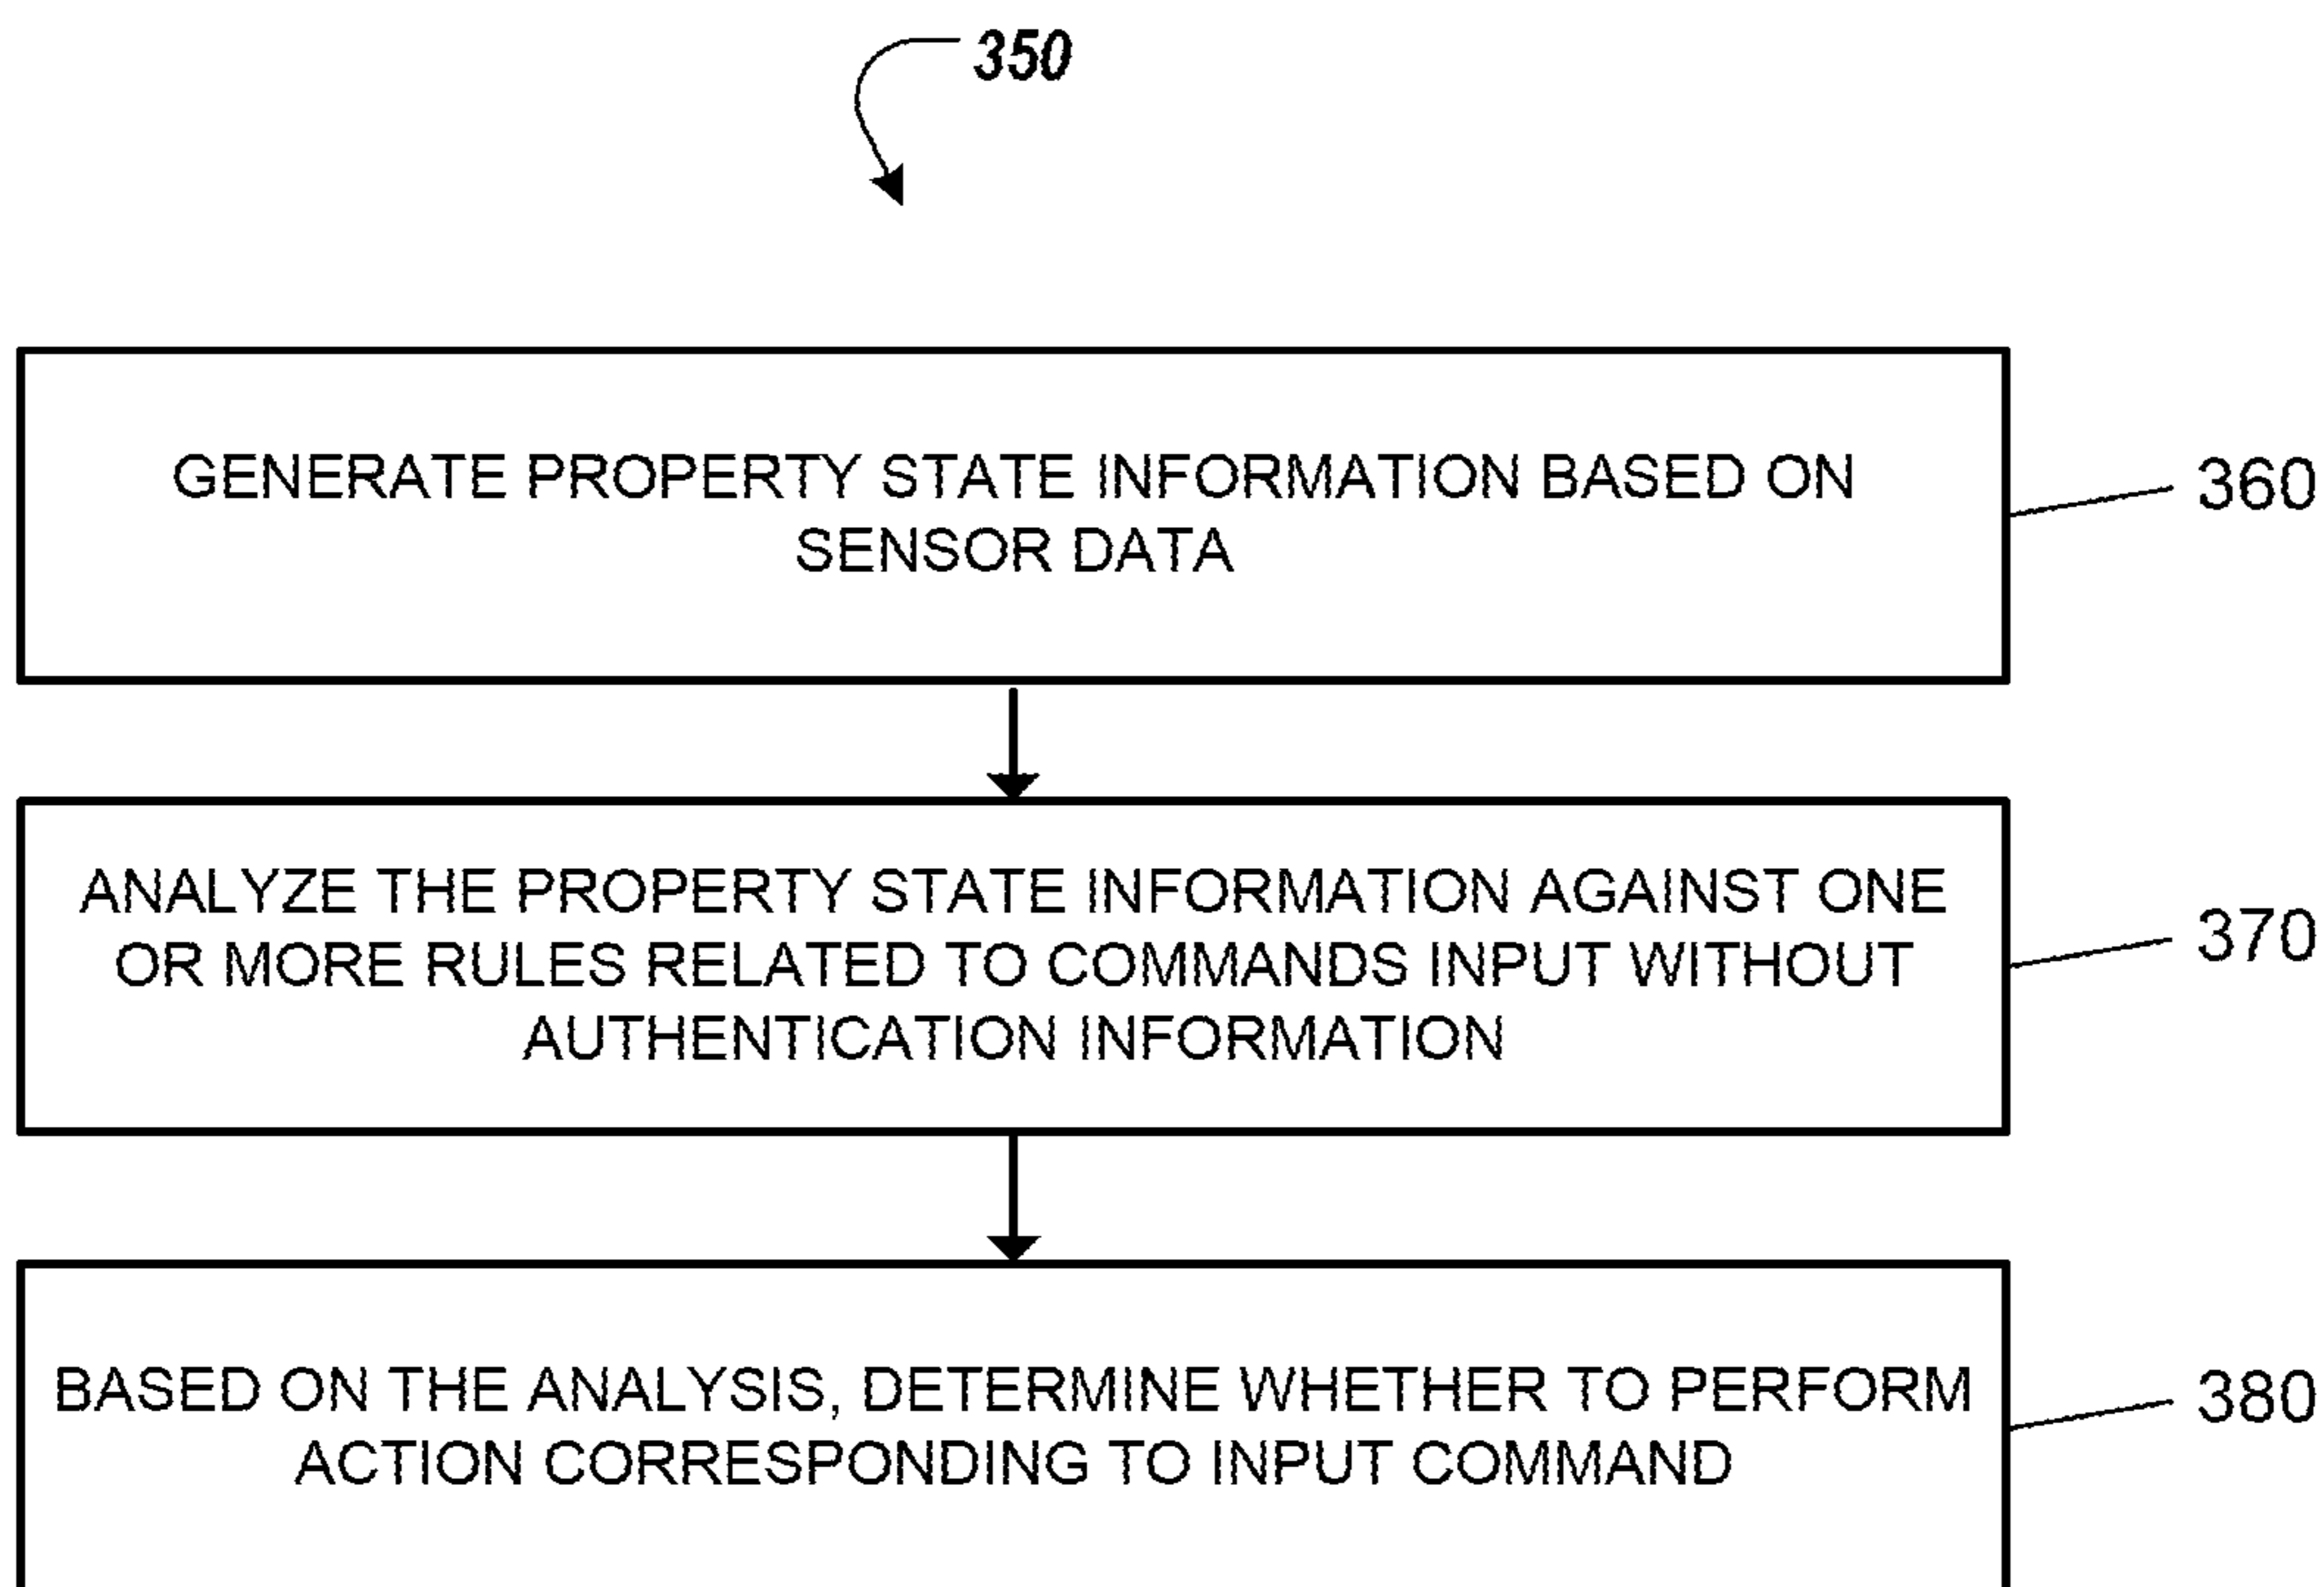 350
GENERATE PROPERTY STATE INFORMATION BASED ON
SENSOR DATA
360
ANALYZE THE PROPERTY STATE INFORMATION AGAINST ONE
OR MORE RULES RELATED TO COMMANDS INPUT WITHOUT
AUTHENTICATION INFORMATION
370
BASED ON THE ANALYSIS, DETERMINE WHETHER TO PERFORM
ACTION CORRESPONDING TO INPUT COMMAND
380